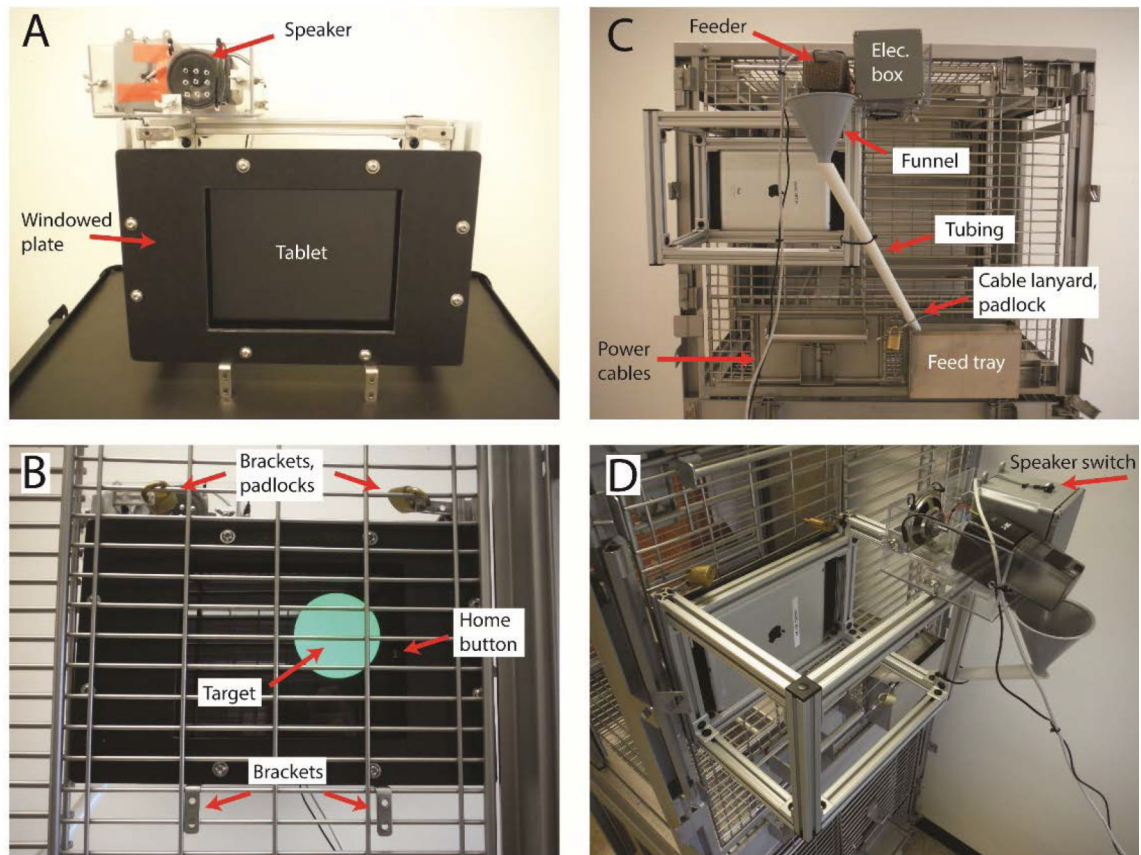 A
Speaker
Windowed
plate
Tablet
C
Feeder
Elec.
box
Funnel
Tubing
Cable lanyard,
padlock
Power
cables
Feed tray
B
Brackets,
padlocks
Home
button
Target
Brackets
D
Speaker switch